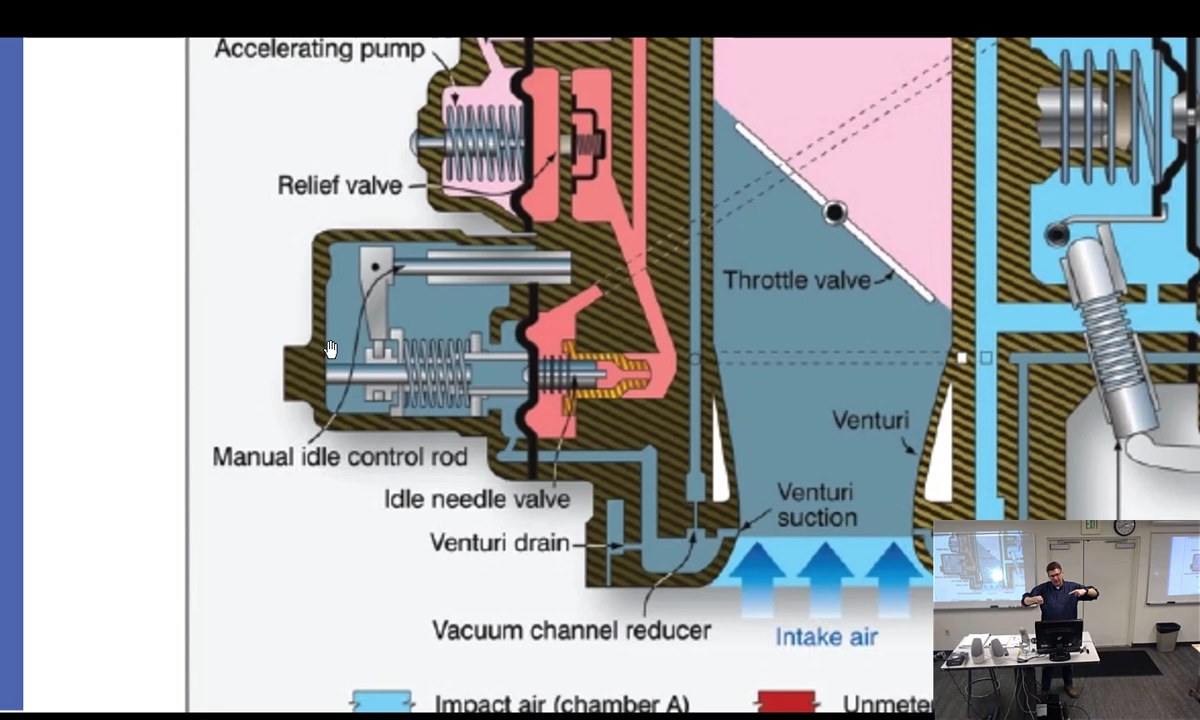 Accelerating pump
Relief valve
Throttle valve
Venturi
Manual idle control rod
Idle needle valve
Venturi
suction
Venturi drain
Vacuum channel reducer
Intake air
Impact air (chamber A)
EXIT